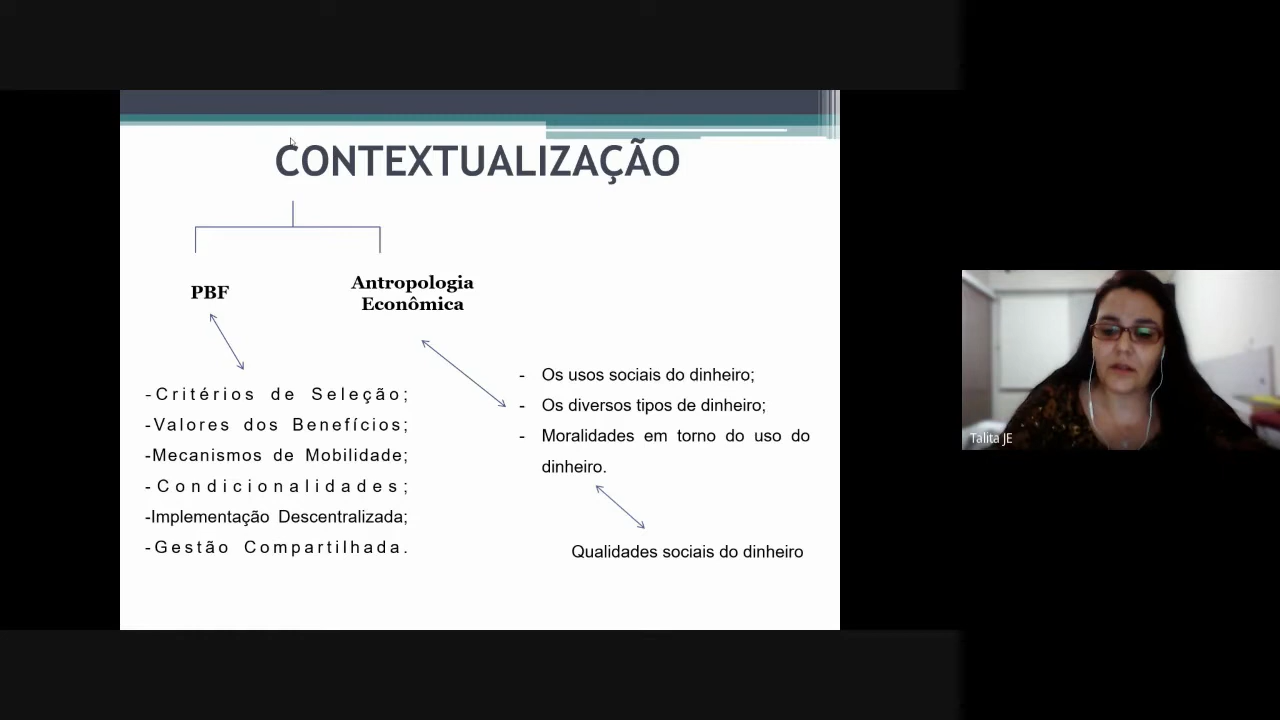 CONTEXTUALIZAÇÃO
PBF
Antropologia
Econômica
-Critérios de Seleção;
-Valores dos Benefícios;
-Mecanismos de Mobilidade;
-Condicionalidades;
-Implementação Descentralizada;
-Gestão Compartilhada.
- Os usos sociais do dinheiro;
- Os diversos tipos de dinheiro;
- Moralidades em torno do uso do
dinheiro.
Qualidades sociais do dinheiro
Talita JE